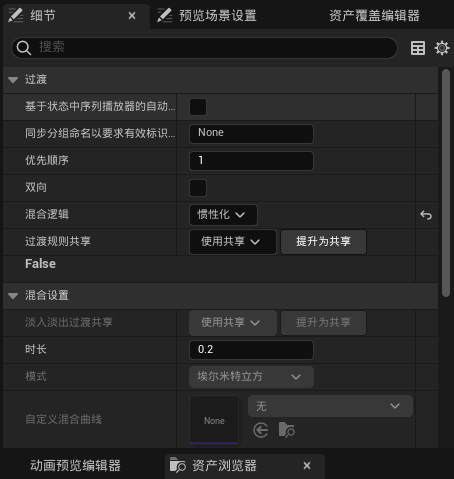 细节 预览场景设置 资产覆盖编辑器
搜索
过渡
基于状态中序列播放器的自动...
同步分组命名以要求有效标识... None
优先顺序 1
双向
混合逻辑 惯性化
过渡规则共享 使用共享 提升为共享
False
混合设置
淡入淡出过渡共享 使用共享 提升为共享
时长 0.2
模式 埃尔米特立方
自定义混合曲线 None 无
动画预览编辑器 资产浏览器